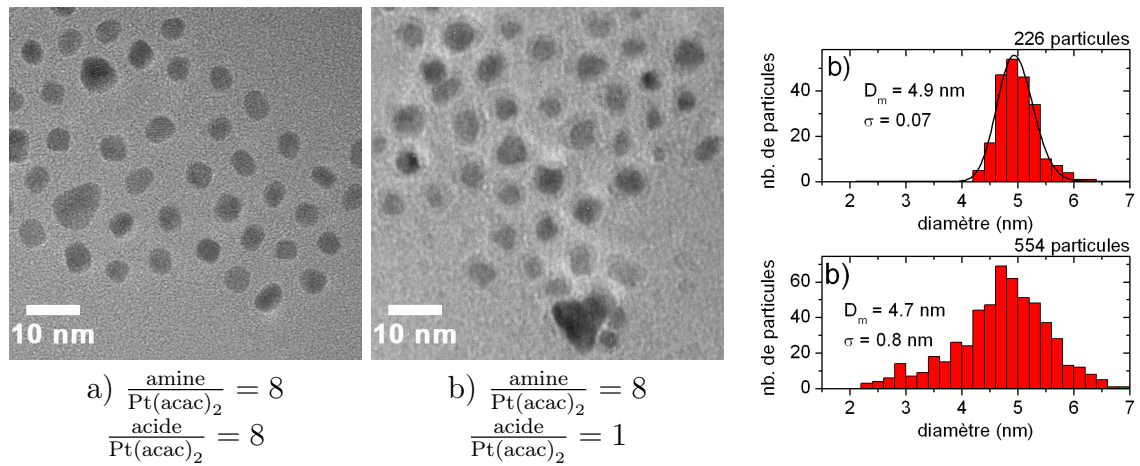 10 nm
10 nm
a) amine/Pt(acac)₂ = 8
acide/Pt(acac)₂ = 8
b) amine/Pt(acac)₂ = 8
acide/Pt(acac)₂ = 1
226 particules
b)
Dm = 4.9 nm
σ = 0.07
nb. de particules
0 20 40
2 3 4 5 6 7
diamètre (nm)
554 particules
b)
Dm = 4.7 nm
σ = 0.8 nm
nb. de particules
0 20 40 60
2 3 4 5 6 7
diamètre (nm)